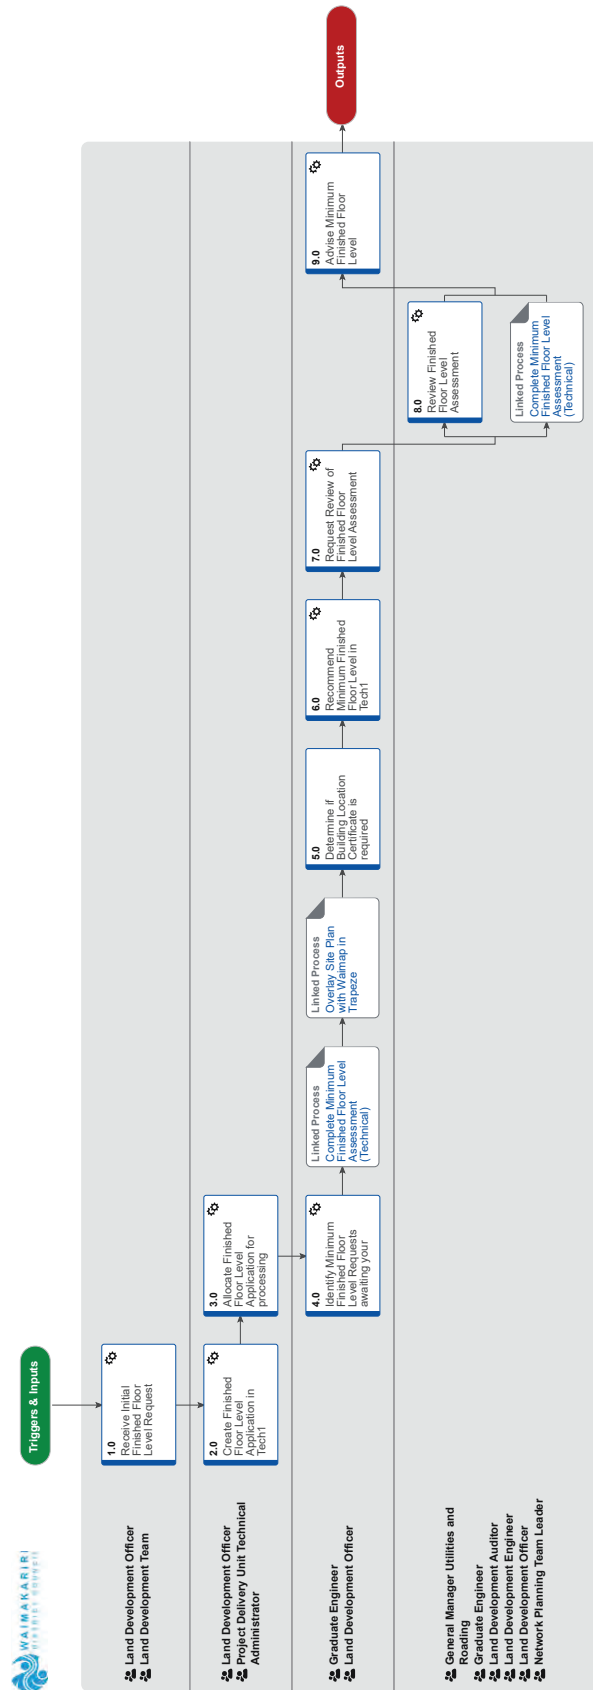 WAIMAKARIRI
DISTRICT COUNCIL
Triggers & Inputs
Outputs
Land Development Officer
Land Development Team
1.0
Receive Initial
Finished Floor
Level Request
Land Development Officer
Project Delivery Unit Technical
Administrator
2.0
Create Finished
Floor Level
Application in
Tech1
3.0
Allocate Finished
Floor Level
Application for
processing
Graduate Engineer
Land Development Officer
4.0
Identify Minimum
Finished Floor
Level Requests
awaiting your
Linked Process
Complete Minimum
Finished Floor Level
Assessment
(Technical)
Linked Process
Overlay Site Plan
with Waimap in
Trapeze
5.0
Determine if
Building Location
Certificate is
required
6.0
Recommend
Minimum Finished
Floor Level in
Tech1
7.0
Request Review of
Finished Floor
Level Assessment
9.0
Advise Minimum
Finished Floor
Level
General Manager Utilities and
Roading
Graduate Engineer
Land Development Auditor
Land Development Engineer
Land Development Officer
Network Planning Team Leader
8.0
Review Finished
Floor Level
Assessment
Linked Process
Complete Minimum
Finished Floor Level
Assessment
(Technical)